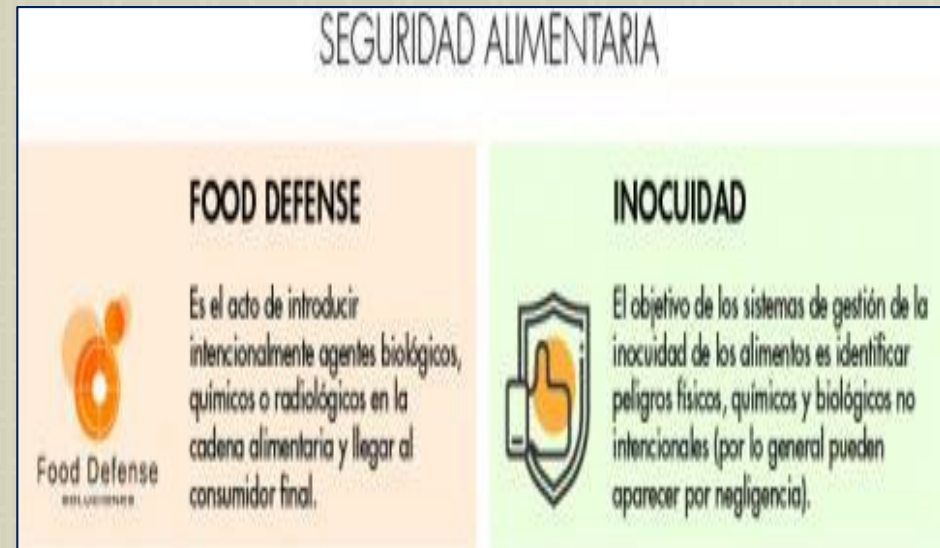 SEGURIDAD ALIMENTARIA
FOOD DEFENSE
Es el acto de introducir
intencionalmente agentes biológicos,
químicos o radiológicos en la
cadena alimentaria y llegar al
consumidor final.
Food Defense
SOLUCIONES
INOCUIDAD
El objetivo de los sistemas de gestión de la
inocuidad de los alimentos es identificar
peligros físicos, químicos y biológicos no
intencionales (por lo general pueden
aparecer por negligencia).